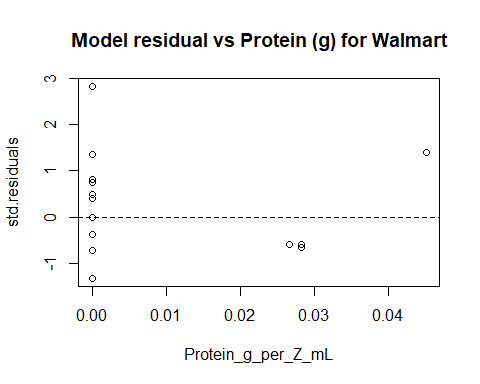 Model residual vs Protein (g) for Walmart
std.residuals
3
2
1
0
-1
0.00 0.01 0.02 0.03 0.04
Protein_g_per_Z_mL